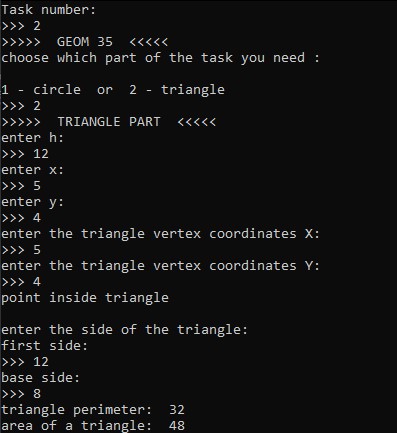 Task number:
>>> 2
>>>>>  GEOM 35  <<<<<
choose which part of the task you need :
1 - circle  or  2 - triangle
>>> 2
>>>>>  TRIANGLE PART  <<<<<
enter h:
>>> 12
enter x:
>>> 5
enter y:
>>> 4
enter the triangle vertex coordinates X:
>>> 5
enter the triangle vertex coordinates Y:
>>> 4
point inside triangle
enter the side of the triangle:
first side:
>>> 12
base side:
>>> 8
triangle perimeter:  32
area of a triangle:  48